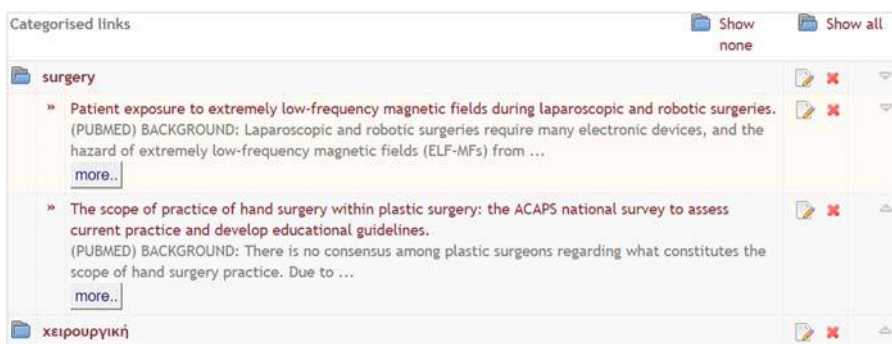 Categorised links
Show none
Show all
surgery
» Patient exposure to extremely low-frequency magnetic fields during laparoscopic and robotic surgeries.
(PUBMED) BACKGROUND: Laparoscopic and robotic surgeries require many electronic devices, and the
hazard of extremely low-frequency magnetic fields (ELF-MFs) from ...
more..
» The scope of practice of hand surgery within plastic surgery: the ACAPS national survey to assess
current practice and develop educational guidelines.
(PUBMED) BACKGROUND: There is no consensus among plastic surgeons regarding what constitutes the
scope of hand surgery practice. Due to ...
more..
χειρουργική